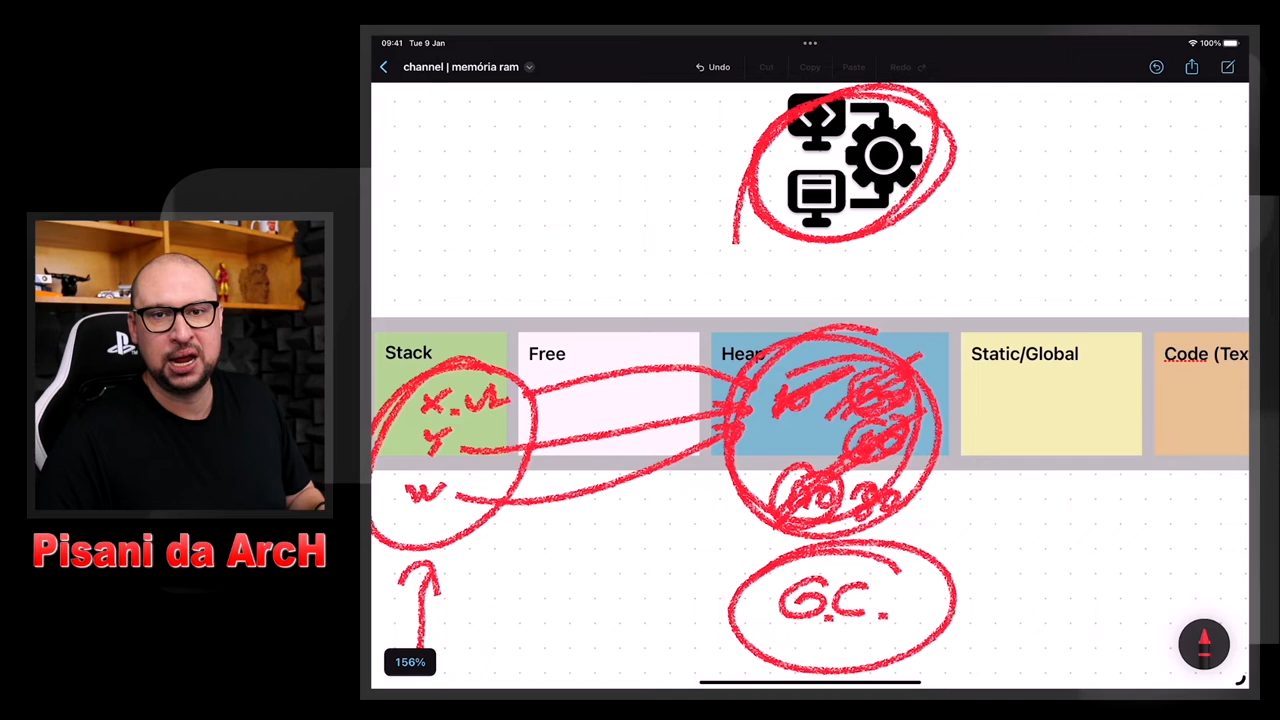 09:41 Tue 9 Jan
100%
channel | memória ram
Undo
Cut
Copy
Paste
Redo
Stack
Free
Heap
Static/Global
Code (Tex
Y
W
G.C.
156%
Pisani da ArcH